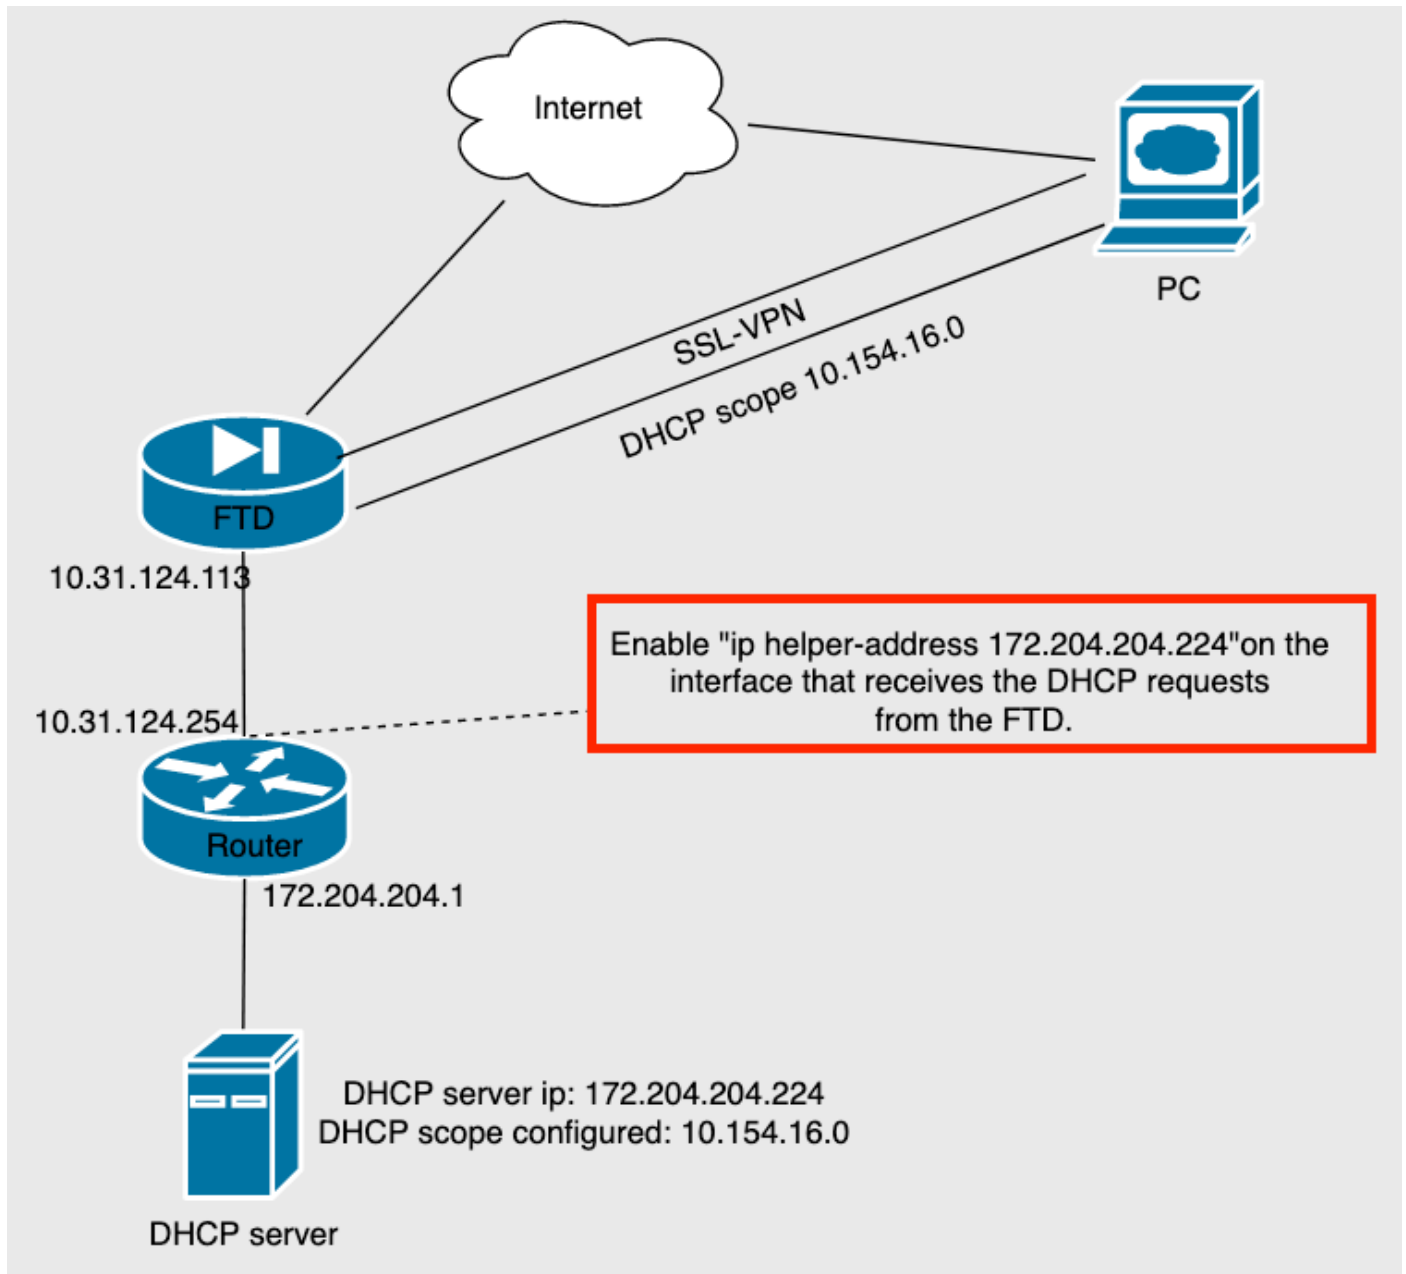 Internet
PC
SSL-VPN
DHCP scope 10.154.16.0
FTD
10.31.124.113
Enable "ip helper-address 172.204.204.224"on the
interface that receives the DHCP requests
from the FTD.
10.31.124.254
Router
172.204.204.1
DHCP server ip: 172.204.204.224
DHCP scope configured: 10.154.16.0
DHCP server